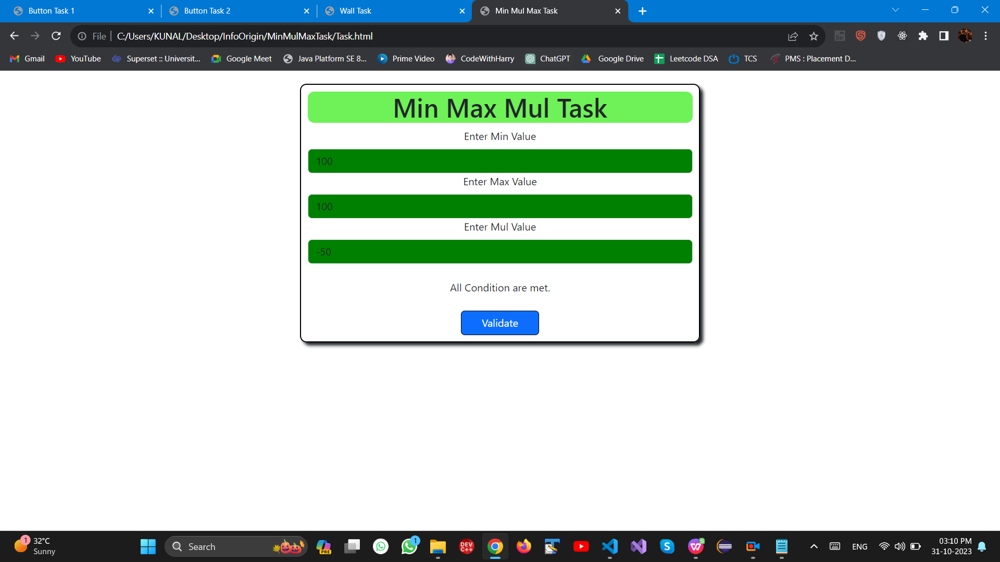 Button Task 1
Button Task 2
Wall Task
Min Mul Max Task
File
C:/Users/KUNAL/Desktop/InfoOrigin/MinMulMaxTask/Task.html
Gmail
YouTube
Superset :: Universit...
Google Meet
Java Platform SE 8...
Prime Video
CodeWithHarry
ChatGPT
Google Drive
Leetcode DSA
TCS
PMS : Placement D...
Min Max Mul Task
Enter Min Value
100
Enter Max Value
100
Enter Mul Value
-50
All Condition are met.
Validate
1
32°C
Sunny
Search
PRE
1
DEV
C++
ENG
03:10 PM
31-10-2023